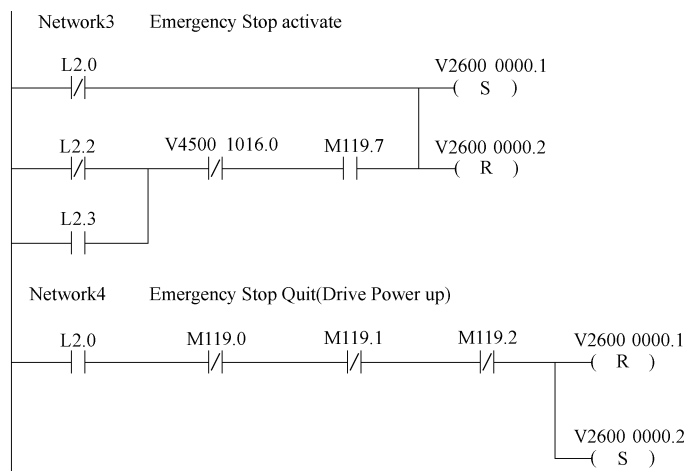 Network3 Emergency Stop activate
L2.0 V2600 0000.1
( S )
L2.2 V4500 1016.0 M119.7 V2600 0000.2
( R )
L2.3
Network4 Emergency Stop Quit(Drive Power up)
L2.0 M119.0 M119.1 M119.2 V2600 0000.1
( R )
V2600 0000.2
( S )